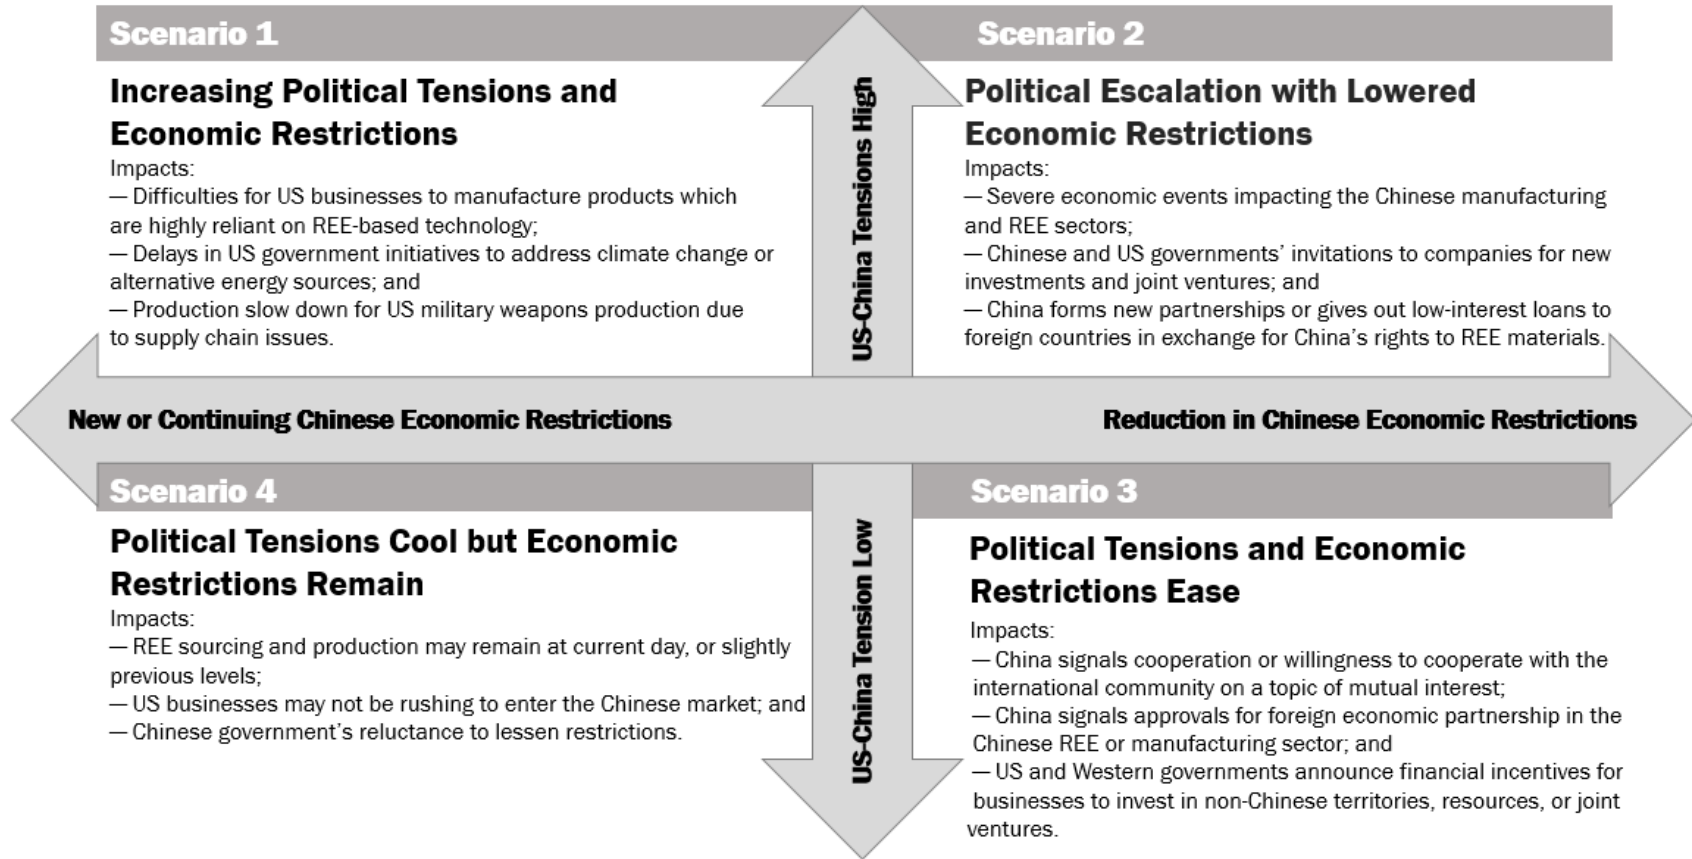 Scenario 1
Increasing Political Tensions and
Economic Restrictions
Impacts:
— Difficulties for US businesses to manufacture products which
are highly reliant on REE-based technology;
— Delays in US government initiatives to address climate change or
alternative energy sources; and
— Production slow down for US military weapons production due
to supply chain issues.
US-China Tensions High
Scenario 2
Political Escalation with Lowered
Economic Restrictions
Impacts:
— Severe economic events impacting the Chinese manufacturing
and REE sectors;
— Chinese and US governments’ invitations to companies for new
investments and joint ventures; and
— China forms new partnerships or gives out low-interest loans to
foreign countries in exchange for China’s rights to REE materials.
New or Continuing Chinese Economic Restrictions
Reduction in Chinese Economic Restrictions
Scenario 4
Political Tensions Cool but Economic
Restrictions Remain
Impacts:
— REE sourcing and production may remain at current day, or slightly
previous levels;
— US businesses may not be rushing to enter the Chinese market; and
— Chinese government’s reluctance to lessen restrictions.
US-China Tension Low
Scenario 3
Political Tensions and Economic
Restrictions Ease
Impacts:
— China signals cooperation or willingness to cooperate with the
international community on a topic of mutual interest;
— China signals approvals for foreign economic partnership in the
Chinese REE or manufacturing sector; and
— US and Western governments announce financial incentives for
businesses to invest in non-Chinese territories, resources, or joint
ventures.